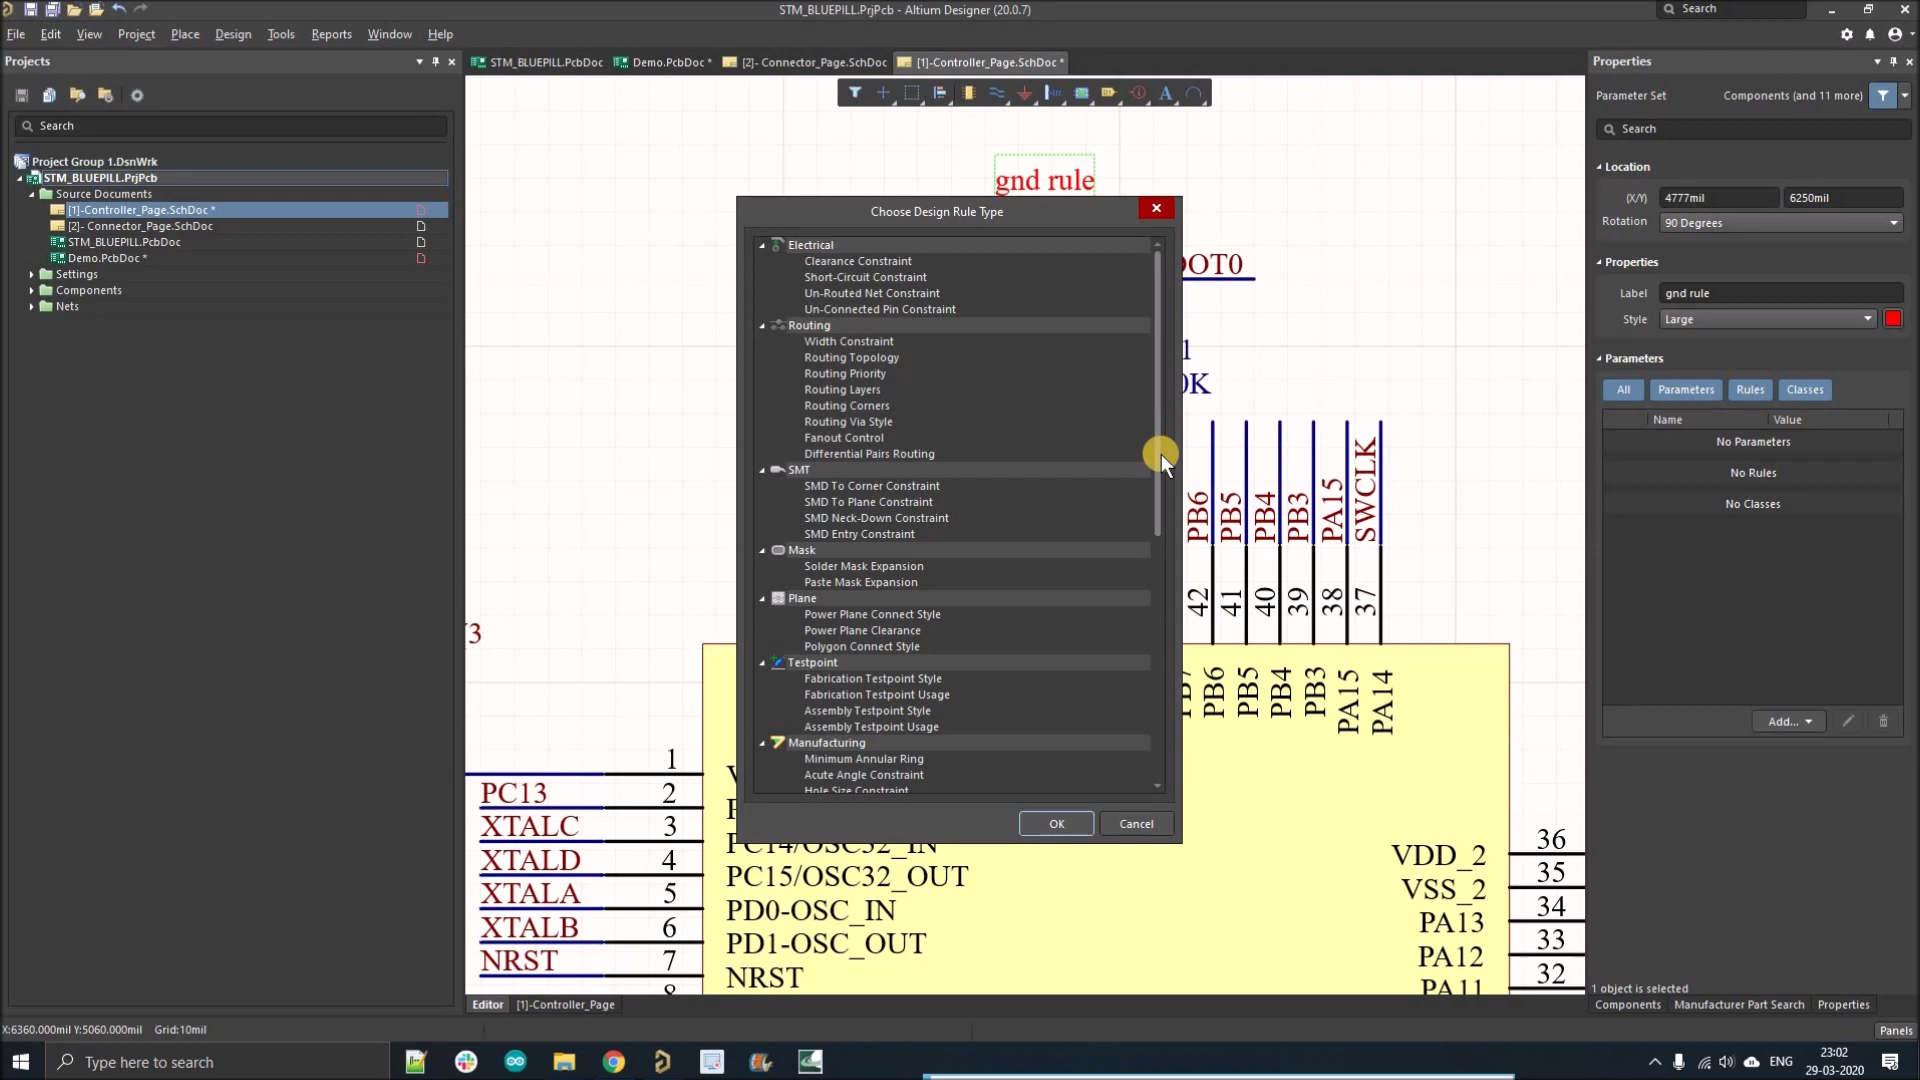 STM_BLUEPILL.PrjPcb - Altium Designer (20.0.7)
Search
File Edit View Project Place Design Tools Reports Window Help
Projects
STM_BLUEPILL.PcbDoc
Demo.PcbDoc *
[2]- Connector_Page.SchDoc
[1]-Controller_Page.SchDoc *
Properties
Parameter Set
Components (and 11 more)
Search
Search
Project Group 1.DsnWrk
STM_BLUEPILL.PrjPcb
Source Documents
[1]-Controller_Page.SchDoc *
[2]- Connector_Page.SchDoc
STM_BLUEPILL.PcbDoc
Demo.PcbDoc *
Settings
Components
Nets
gnd rule
Choose Design Rule Type
Electrical
Clearance Constraint
Short-Circuit Constraint
Un-Routed Net Constraint
Un-Connected Pin Constraint
Routing
Width Constraint
Routing Topology
Routing Priority
Routing Layers
Routing Corners
Routing Via Style
Fanout Control
Differential Pairs Routing
SMT
SMD To Corner Constraint
SMD To Plane Constraint
SMD Neck-Down Constraint
SMD Entry Constraint
Mask
Solder Mask Expansion
Paste Mask Expansion
Plane
Power Plane Connect Style
Power Plane Clearance
Polygon Connect Style
Testpoint
Fabrication Testpoint Style
Fabrication Testpoint Usage
Assembly Testpoint Style
Assembly Testpoint Usage
Manufacturing
Minimum Annular Ring
Acute Angle Constraint
Hole Size Constraint
OK
Cancel
OOT0
PB6
PB5
PB4
PB3
PA15
SWCLK
42
41
40
39
38
37
PB6
PB5
PB4
PB3
PA15
PA14
1
PC13 2
XTALC 3
XTALD 4 PC15/OSC32_OUT
XTALA 5 PD0-OSC_IN
XTALB 6 PD1-OSC_OUT
NRST 7 NRST
PC14/OSC32_IN
VDD_2 36
VSS_2 35
PA13 34
PA12 33
PA11 32
Location
(X/Y) 4777mil 6250mil
Rotation 90 Degrees
Properties
Label gnd rule
Style Large
Parameters
All Parameters Rules Classes
Name Value
No Parameters
No Rules
No Classes
Add...
1 object is selected
Components Manufacturer Part Search Properties
Editor [1]-Controller_Page
X:6360.000mil Y:5060.000mil Grid:10mil
Panels
Type here to search
ENG
23:02
29-03-2020